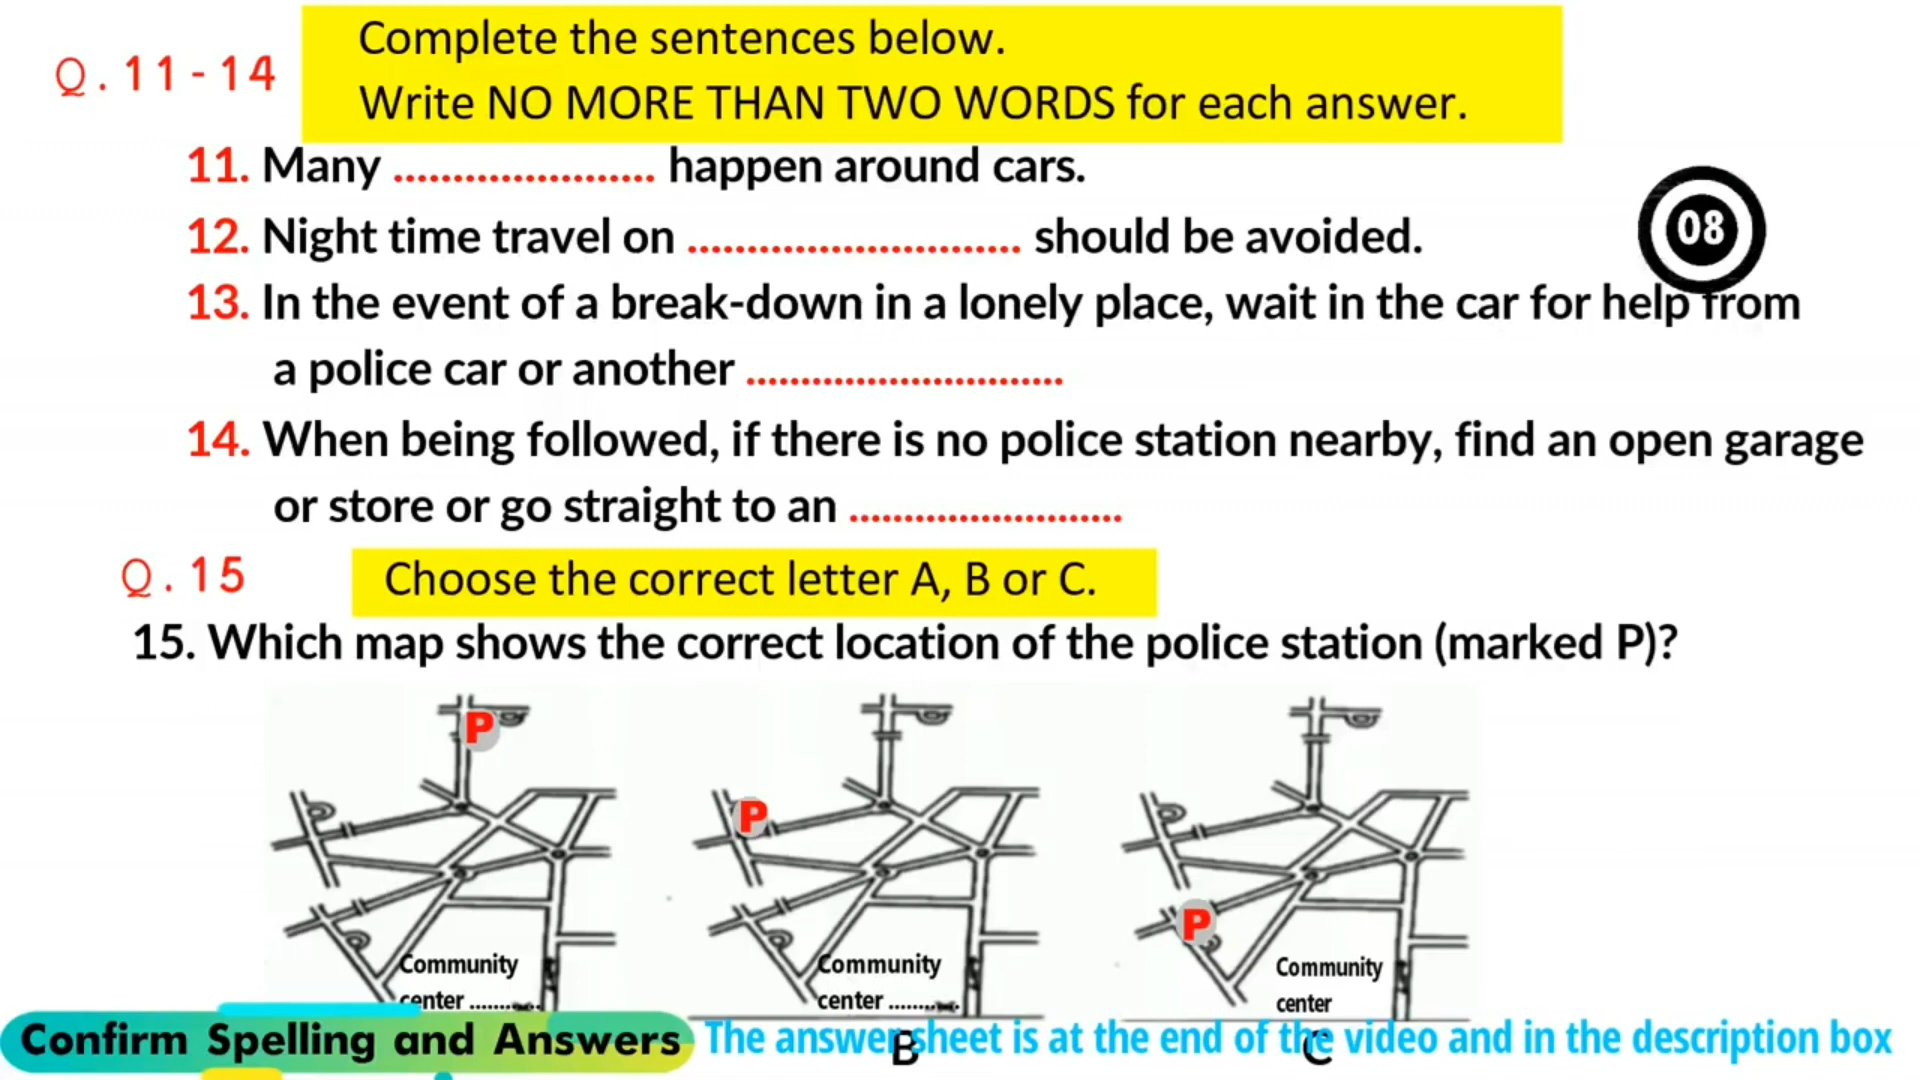 Q.11-14
Complete the sentences below.
Write NO MORE THAN TWO WORDS for each answer.
11. Many ...................... happen around cars.
08
12. Night time travel on ............................ should be avoided.
13. In the event of a break-down in a lonely place, wait in the car for help from
a police car or another ............................
14. When being followed, if there is no police station nearby, find an open garage
or store or go straight to an .........................
Q.15
Choose the correct letter A, B or C.
15. Which map shows the correct location of the police station (marked P)?
P
P
P
Community
center ............
Community
center ............
Community
center
B
C
Confirm Spelling and Answers
The answer sheet is at the end of the video and in the description box